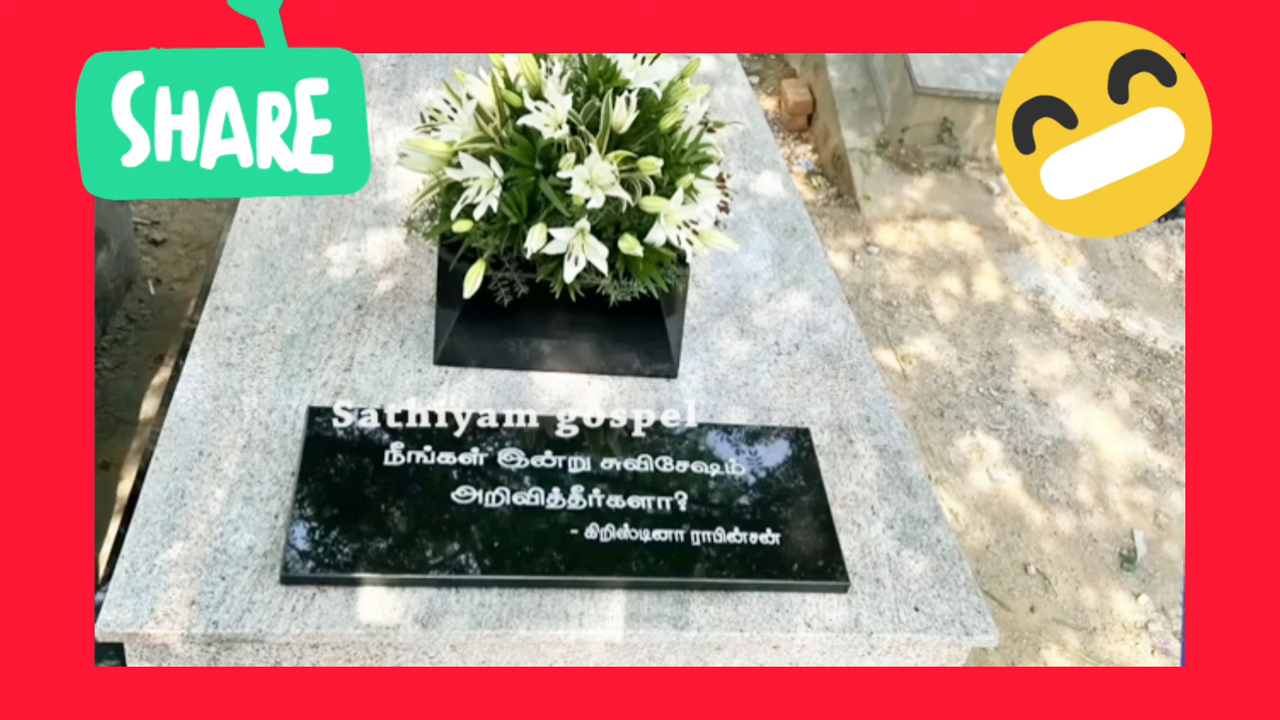 SHARE
Sathiyam gospel
நீங்கள் இன்று சுவிசேஷம்
அறிவித்தீர்களா?
- கிறிஸ்டினா ராபின்சன்